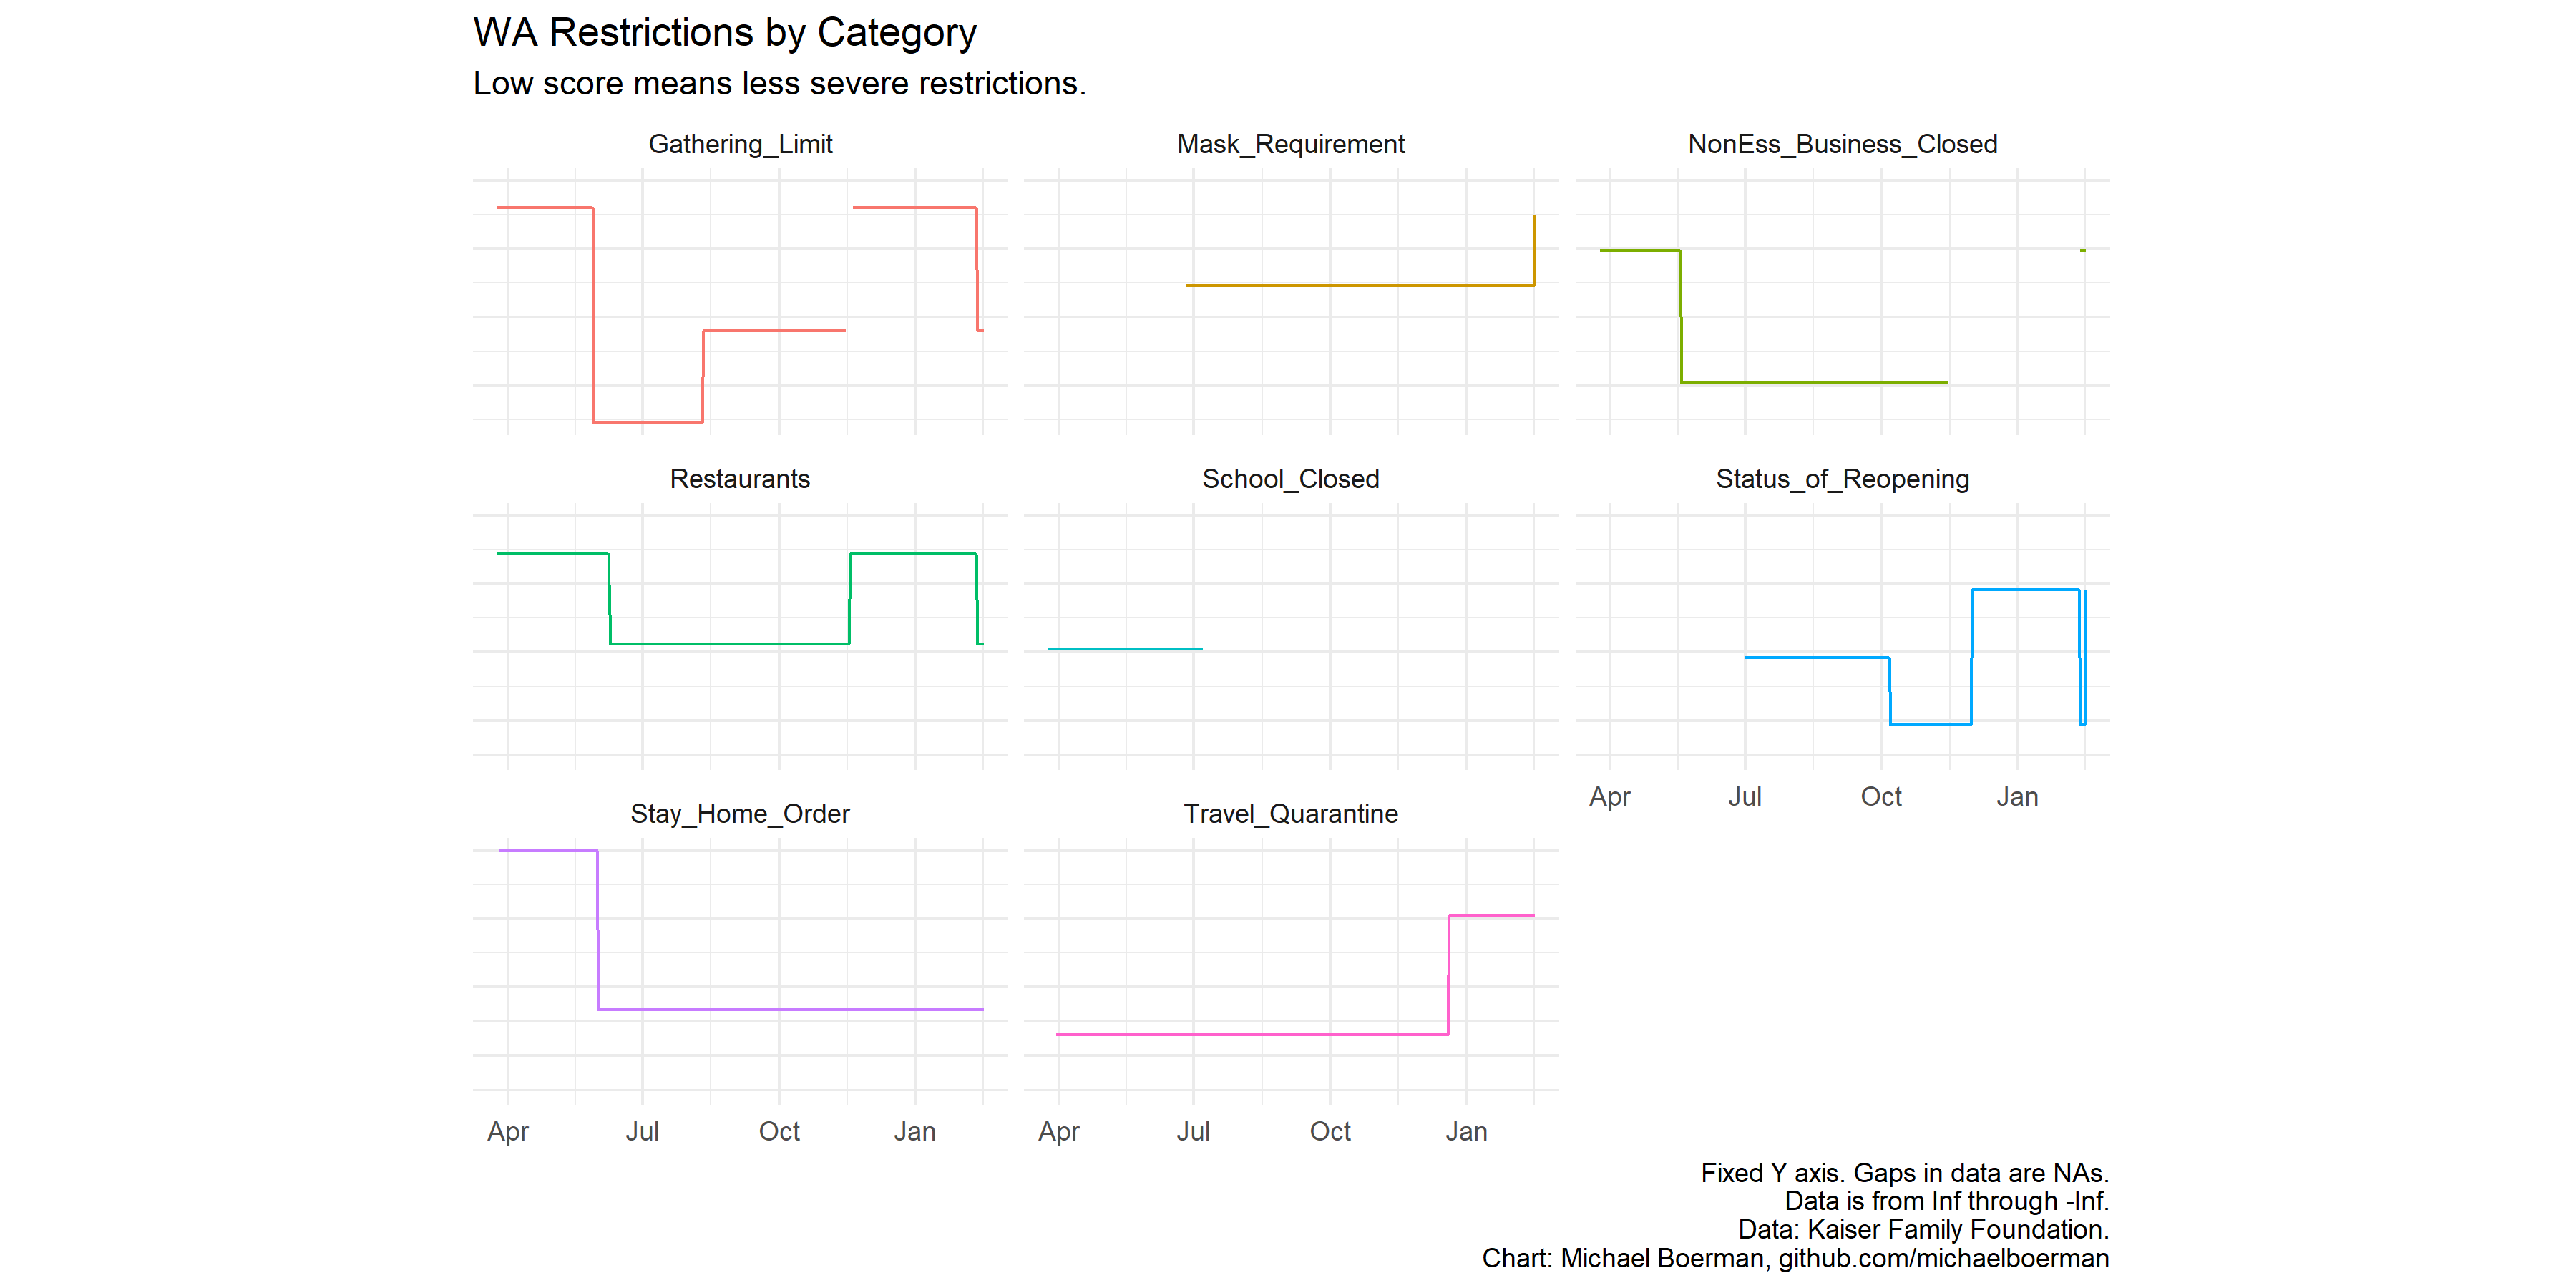 WA Restrictions by Category
Low score means less severe restrictions.
Gathering_Limit
Mask_Requirement
NonEss_Business_Closed
Restaurants
School_Closed
Status_of_Reopening
Apr Jul Oct Jan
Stay_Home_Order
Travel_Quarantine
Apr Jul Oct Jan
Apr Jul Oct Jan
Fixed Y axis. Gaps in data are NAs.
Data is from Inf through -Inf.
Data: Kaiser Family Foundation.
Chart: Michael Boerman, github.com/michaelboerman